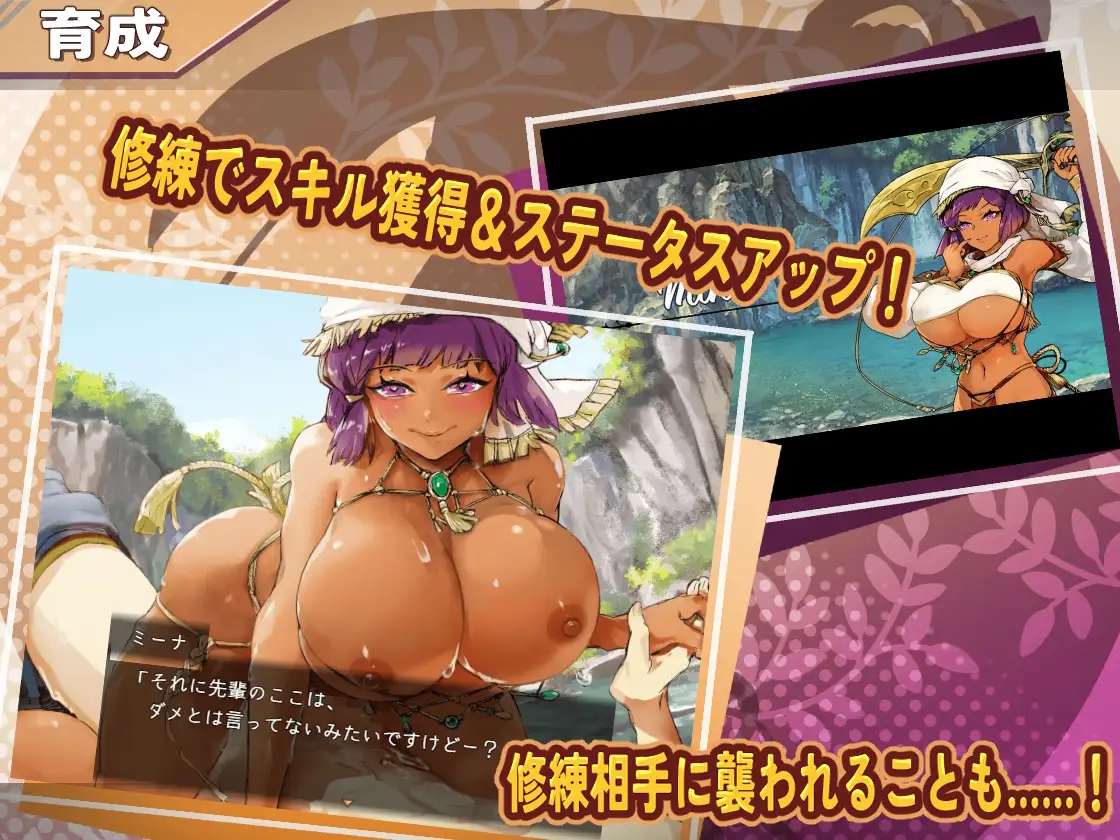 育成
修練でスキル獲得&ステータスアップ!
ミーナ
「それに先輩のここは、
ダメとは言ってないみたいですけどー?
修練相手に襲われることも……!